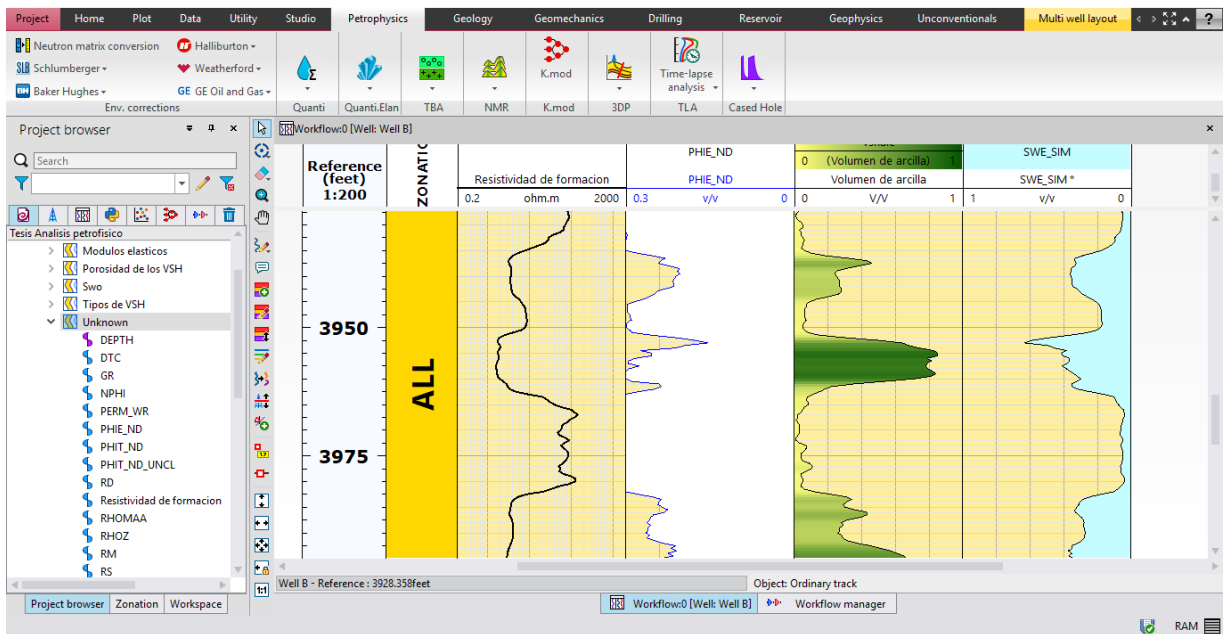 Project Home Plot Data Utility Studio Petrophysics Geology Geomechanics Drilling Reservoir Geophysics Unconventionals Multi well layout ?
Neutron matrix conversion Halliburton
SLB Schlumberger Weatherford
BH Baker Hughes GE GE Oil and Gas
K.mod Time-lapse analysis
Env. corrections Quanti Quanti.Elan TBA NMR K.mod 3DP TLA Cased Hole
Project browser
Search
Workflow:0 [Well: Well B]
Tesis Analisis petrofisico
Modulos elasticos
Porosidad de los VSH
Swo
Tipos de VSH
Unknown
DEPTH
DTC
GR
NPHI
PERM_WR
PHIE_ND
PHIT_ND
PHIT_ND_UNCL
RD
Resistividad de formacion
RHOMAA
RHOZ
RM
RS
Reference
(feet)
1:200
Resistividad de formacion
0.2 ohm.m 2000
PHIE_ND
PHIE_ND
0.3 v/v 0
0 (Volumen de arcilla) 1
Volumen de arcilla
0 V/V 1
SWE_SIM
SWE_SIM *
1 v/v 0
3950
ALL
3975
1:1
Well B - Reference : 3928.358feet Object: Ordinary track
Project browser Zonation Workspace
Workflow:0 [Well: Well B] Workflow manager
RAM